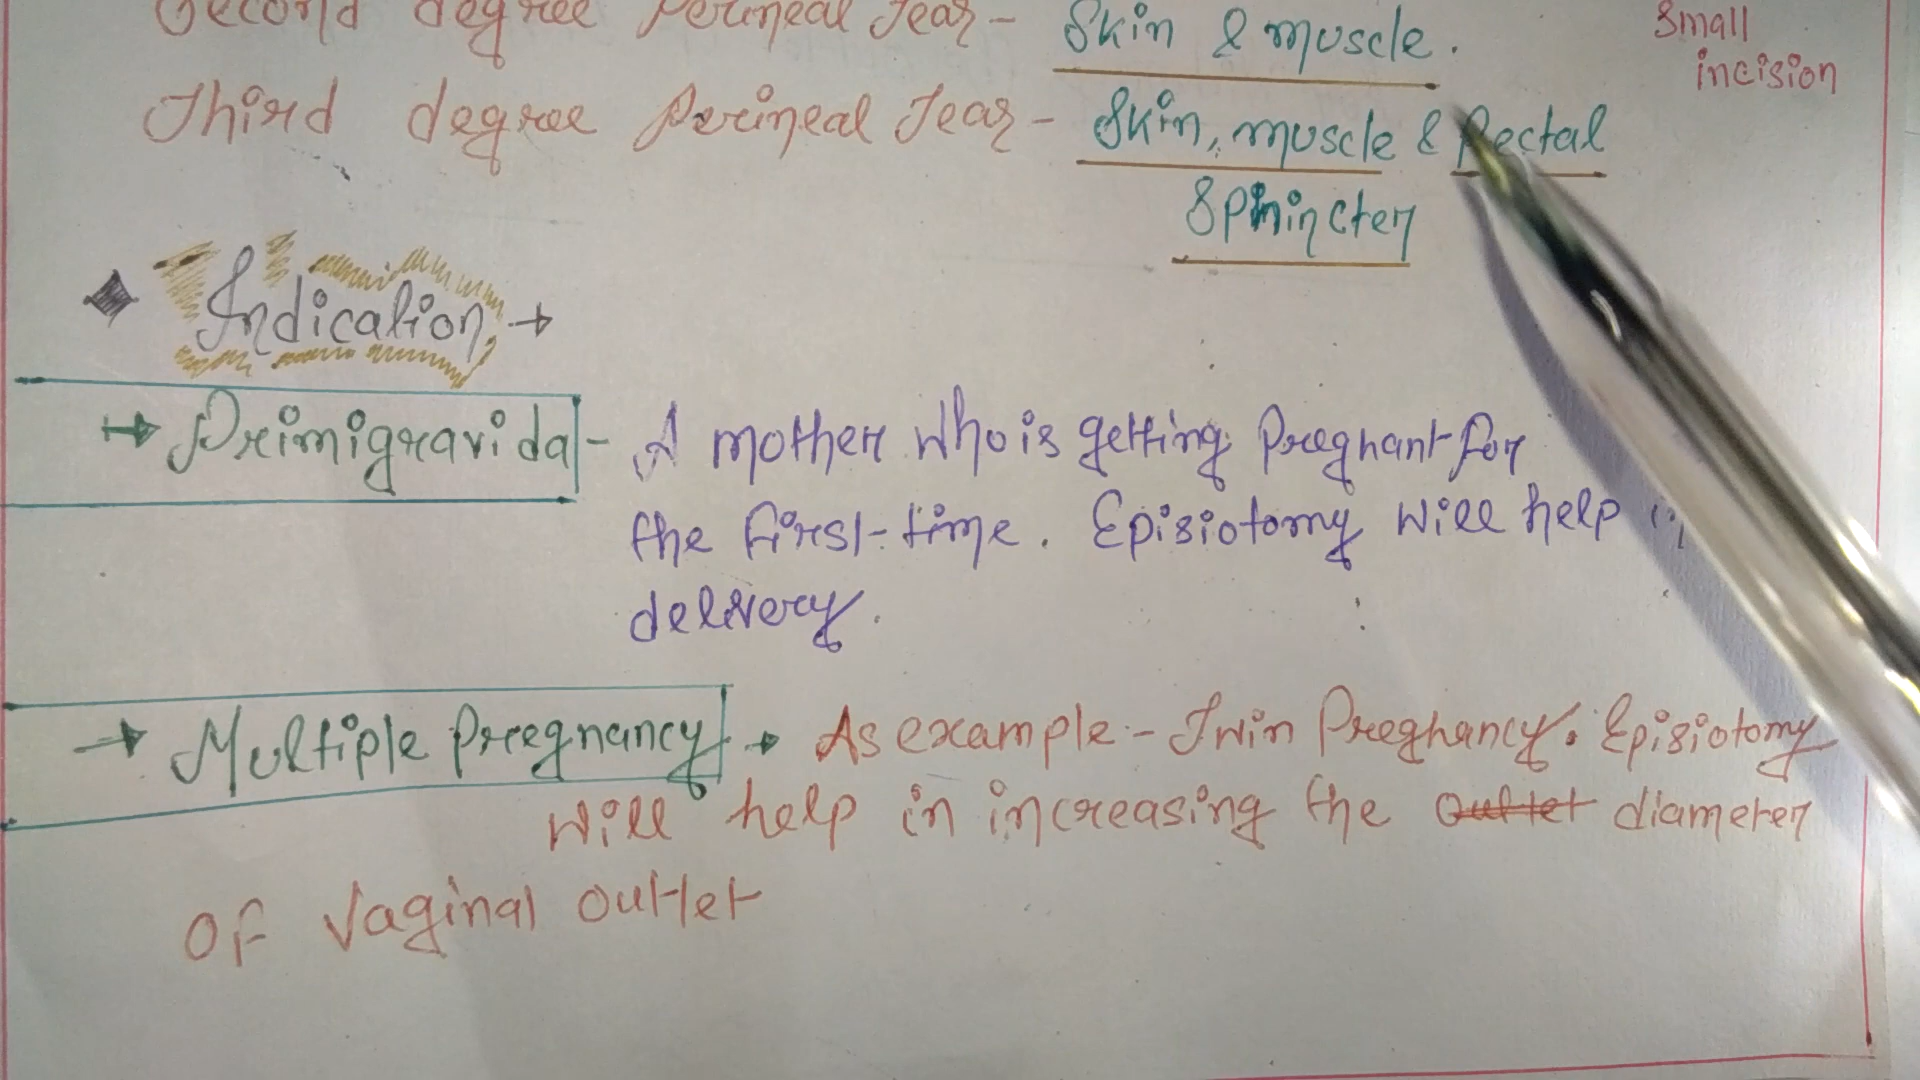 Second degree Perineal Tear - Skin & muscle.
Small
incision
Third degree Perineal Tear - Skin, muscle & Rectal
Sphincter
Indication →
→ Primigravida - A mother who is getting Pregnant for
the first-time. Episiotomy will help in
delivery.
→ Multiple pregnancy → As example - Twin Pregnancy. Episiotomy
will help in increasing the outlet diameter
of vaginal outlet